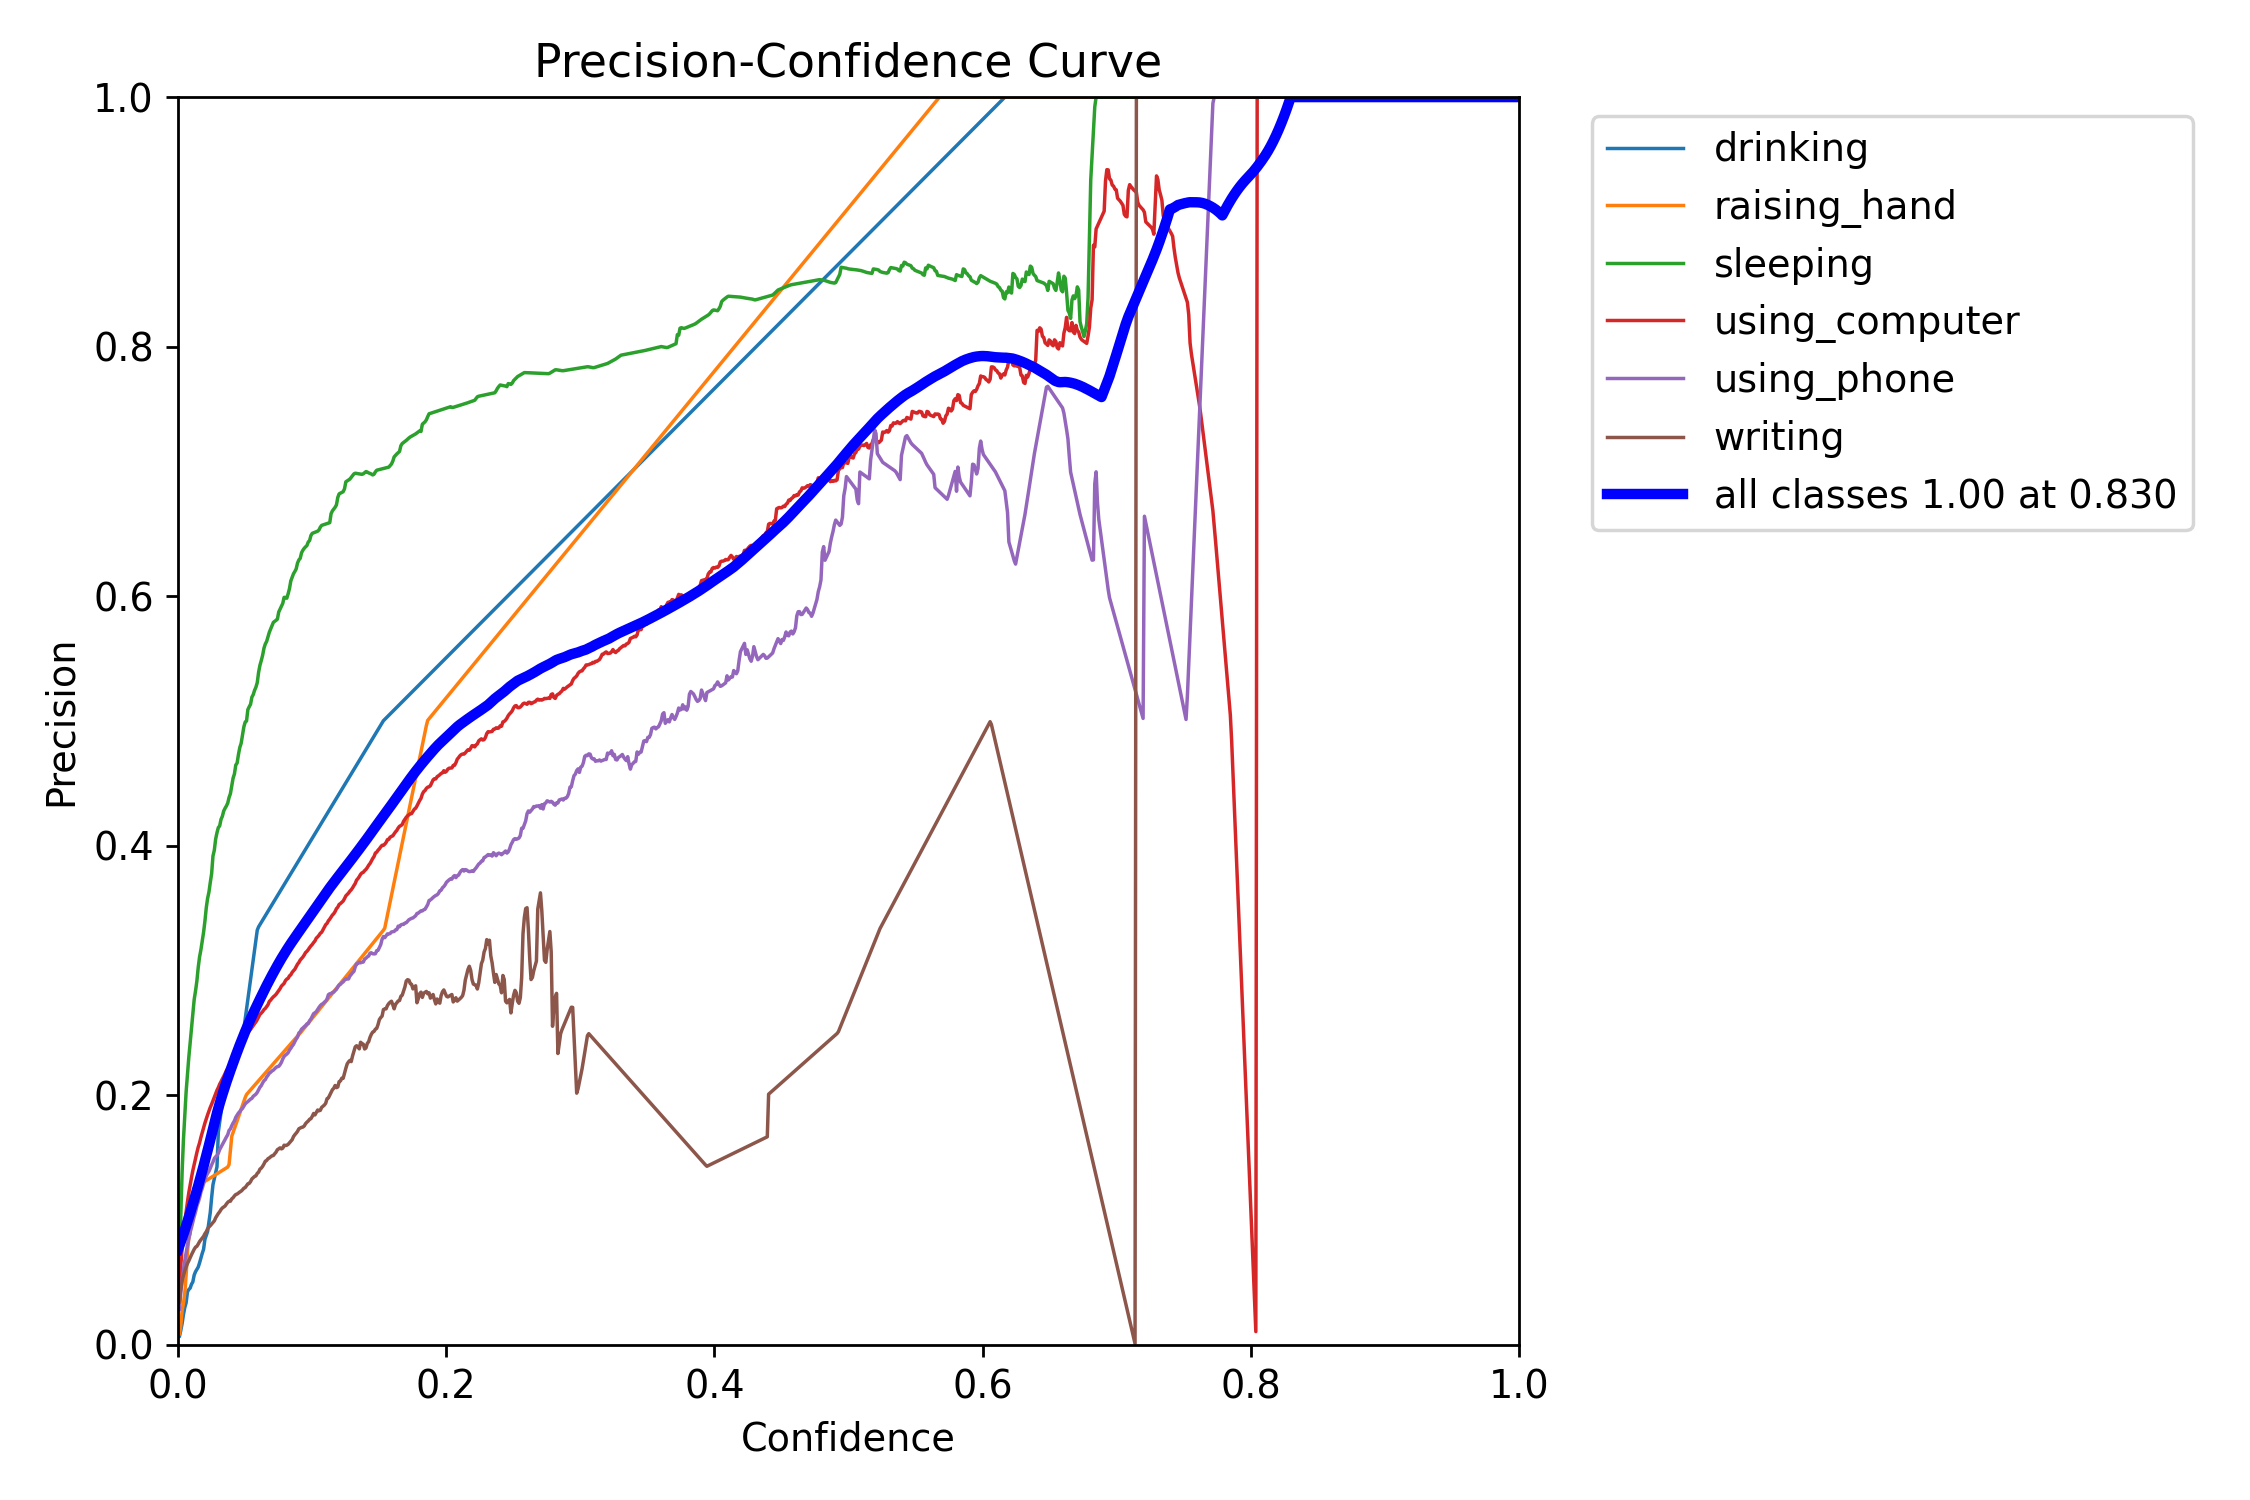 Precision-Confidence Curve
1.0
0.8
0.6
0.4
0.2
0.0
Precision
0.0 0.2 0.4 0.6 0.8 1.0
Confidence
drinking
raising_hand
sleeping
using_computer
using_phone
writing
all classes 1.00 at 0.830